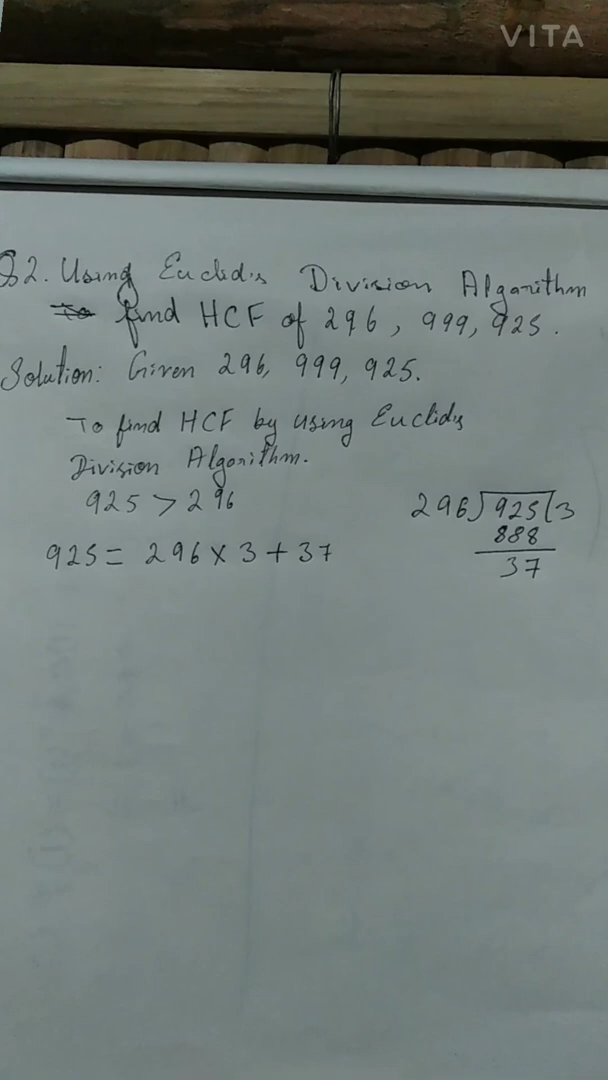 VITA
Q2. Using Euclid's Division Algorithm
To find HCF of 296, 999, 925.
Solution: Given 296, 999, 925.
To find HCF by using Euclid's
Division Algorithm.
925 > 296
296)925(3
888
925 = 296 × 3 + 37
37